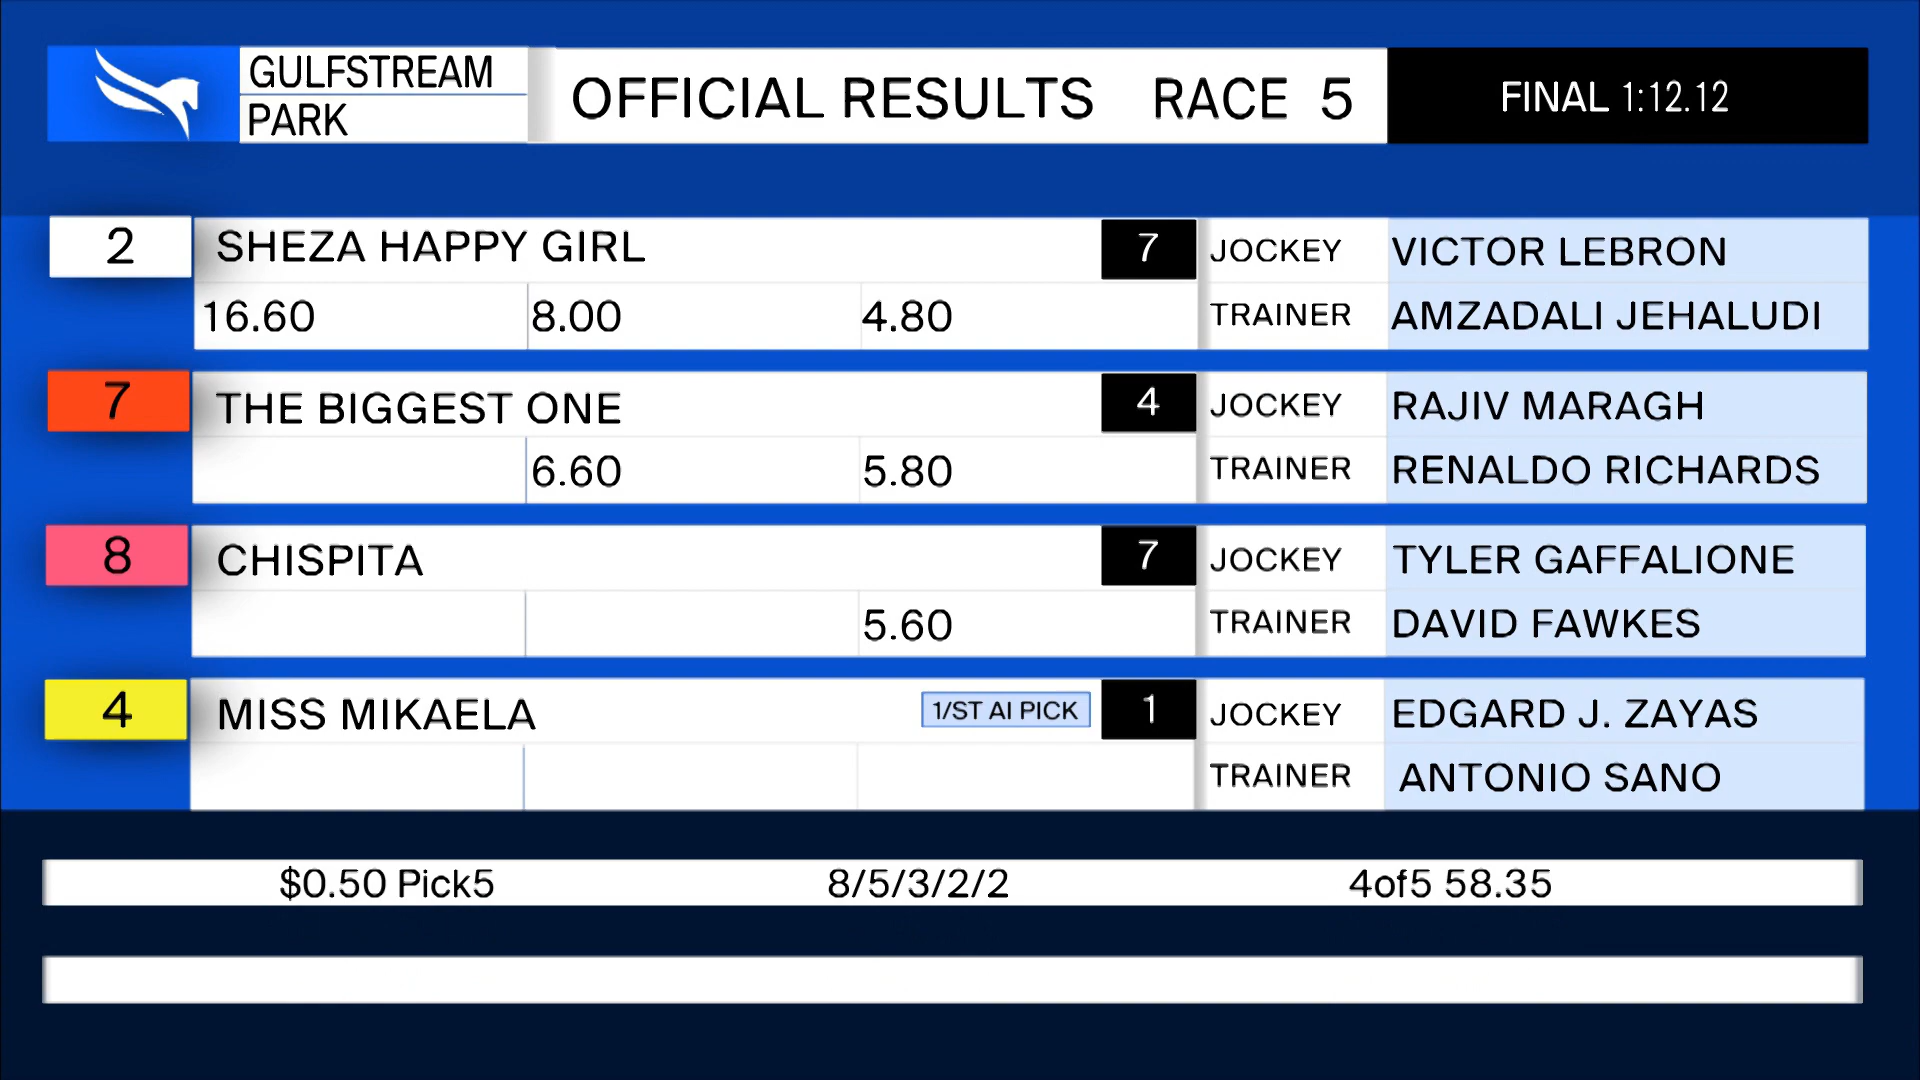 GULFSTREAM
PARK
OFFICIAL RESULTS RACE 5
FINAL 1:12.12
2 SHEZA HAPPY GIRL 7 JOCKEY VICTOR LEBRON
16.60 8.00 4.80 TRAINER AMZADALI JEHALUDI
7 THE BIGGEST ONE 4 JOCKEY RAJIV MARAGH
6.60 5.80 TRAINER RENALDO RICHARDS
8 CHISPITA 7 JOCKEY TYLER GAFFALIONE
5.60 TRAINER DAVID FAWKES
4 MISS MIKAELA 1/ST AI PICK 1 JOCKEY EDGARD J. ZAYAS
TRAINER ANTONIO SANO
$0.50 Pick5 8/5/3/2/2 4of5 58.35